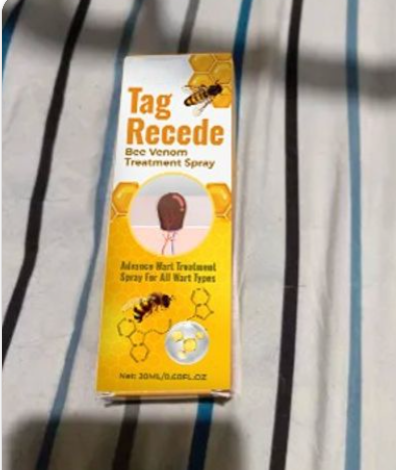 Tag
Recede
Bee Venom
Treatment Spray
Advance Wart Treatment
Spray For All Wart Types
Net: 20ML/0.68FL.OZ